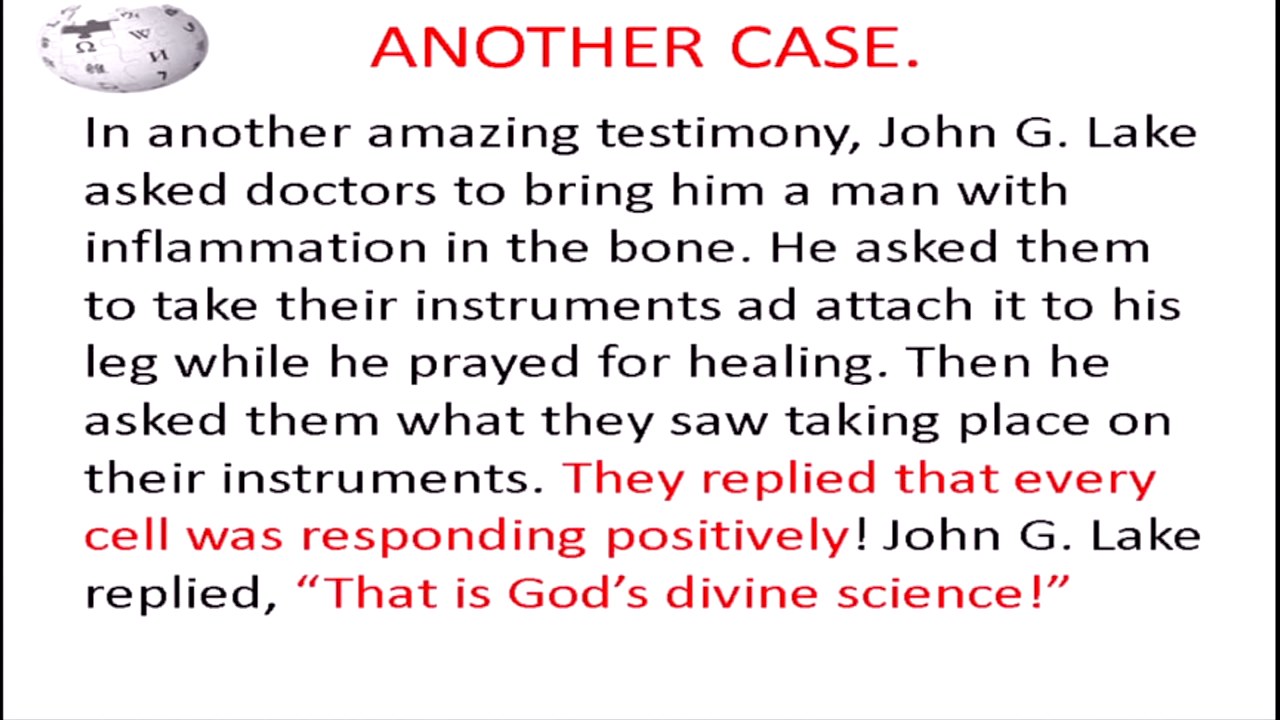 ANOTHER CASE.
In another amazing testimony, John G. Lake
asked doctors to bring him a man with
inflammation in the bone. He asked them
to take their instruments ad attach it to his
leg while he prayed for healing. Then he
asked them what they saw taking place on
their instruments. They replied that every
cell was responding positively! John G. Lake
replied, “That is God’s divine science!”